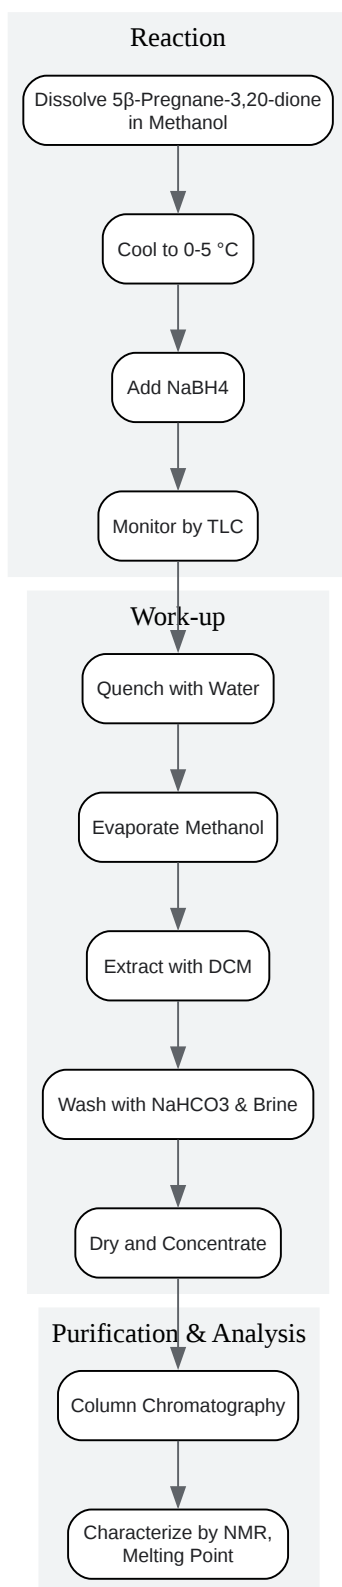 Reaction
Dissolve 5β-Pregnane-3,20-dione
in Methanol
Cool to 0-5 °C
Add NaBH4
Monitor by TLC
Work-up
Quench with Water
Evaporate Methanol
Extract with DCM
Wash with NaHCO3 & Brine
Dry and Concentrate
Purification & Analysis
Column Chromatography
Characterize by NMR,
Melting Point